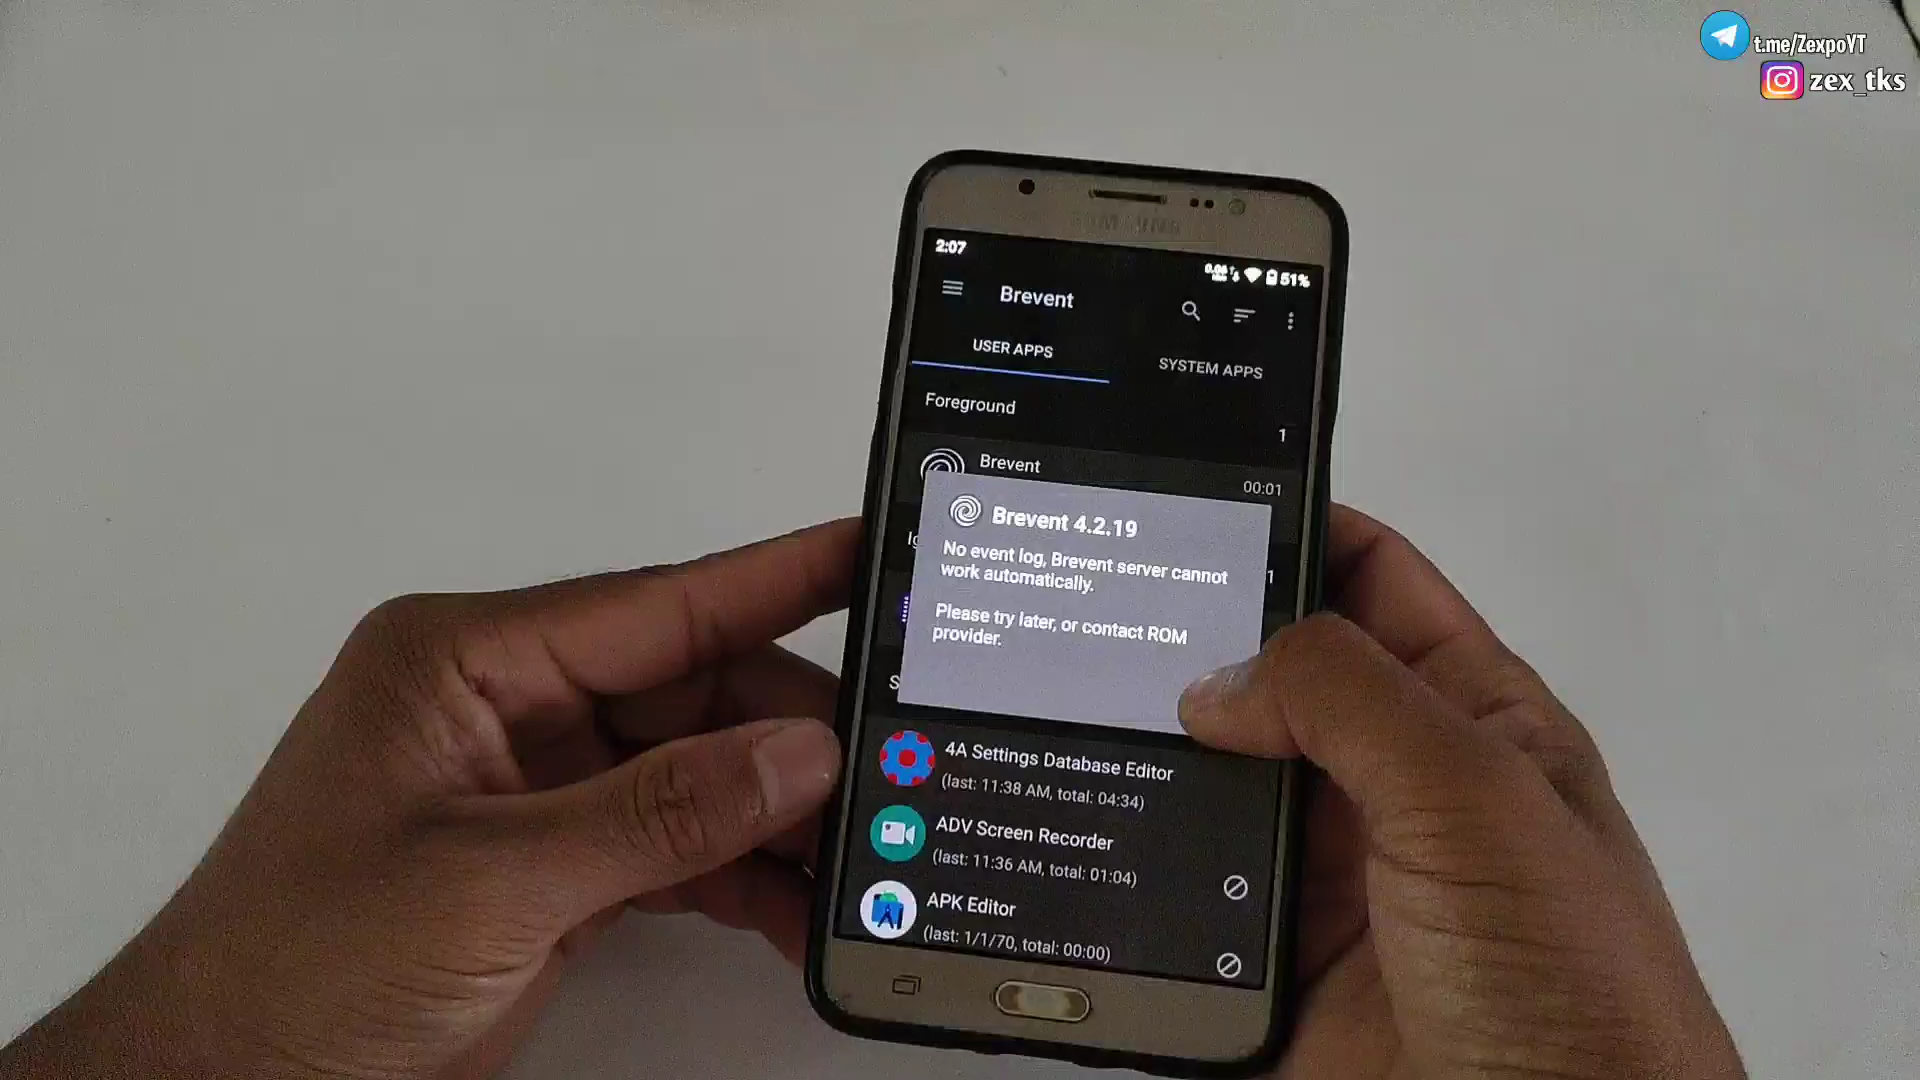 t.me/ZexpoYT
zex_tks
SAMSUNG
2:07
51%
Brevent
USER APPS
SYSTEM APPS
Foreground
1
Brevent
00:01
Brevent 4.2.19
No event log, Brevent server cannot
work automatically.
1
Please try later, or contact ROM
provider.
4A Settings Database Editor
(last: 11:38 AM, total: 04:34)
ADV Screen Recorder
(last: 11:36 AM, total: 01:04)
APK Editor
(last: 1/1/70, total: 00:00)